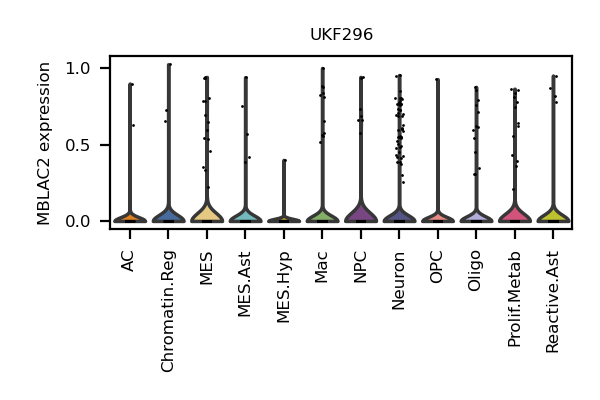 UKF296
MBLAC2 expression
1.0
0.5
0.0
AC
Chromatin.Reg
MES
MES.Ast
MES.Hyp
Mac
NPC
Neuron
OPC
Oligo
Prolif.Metab
Reactive.Ast